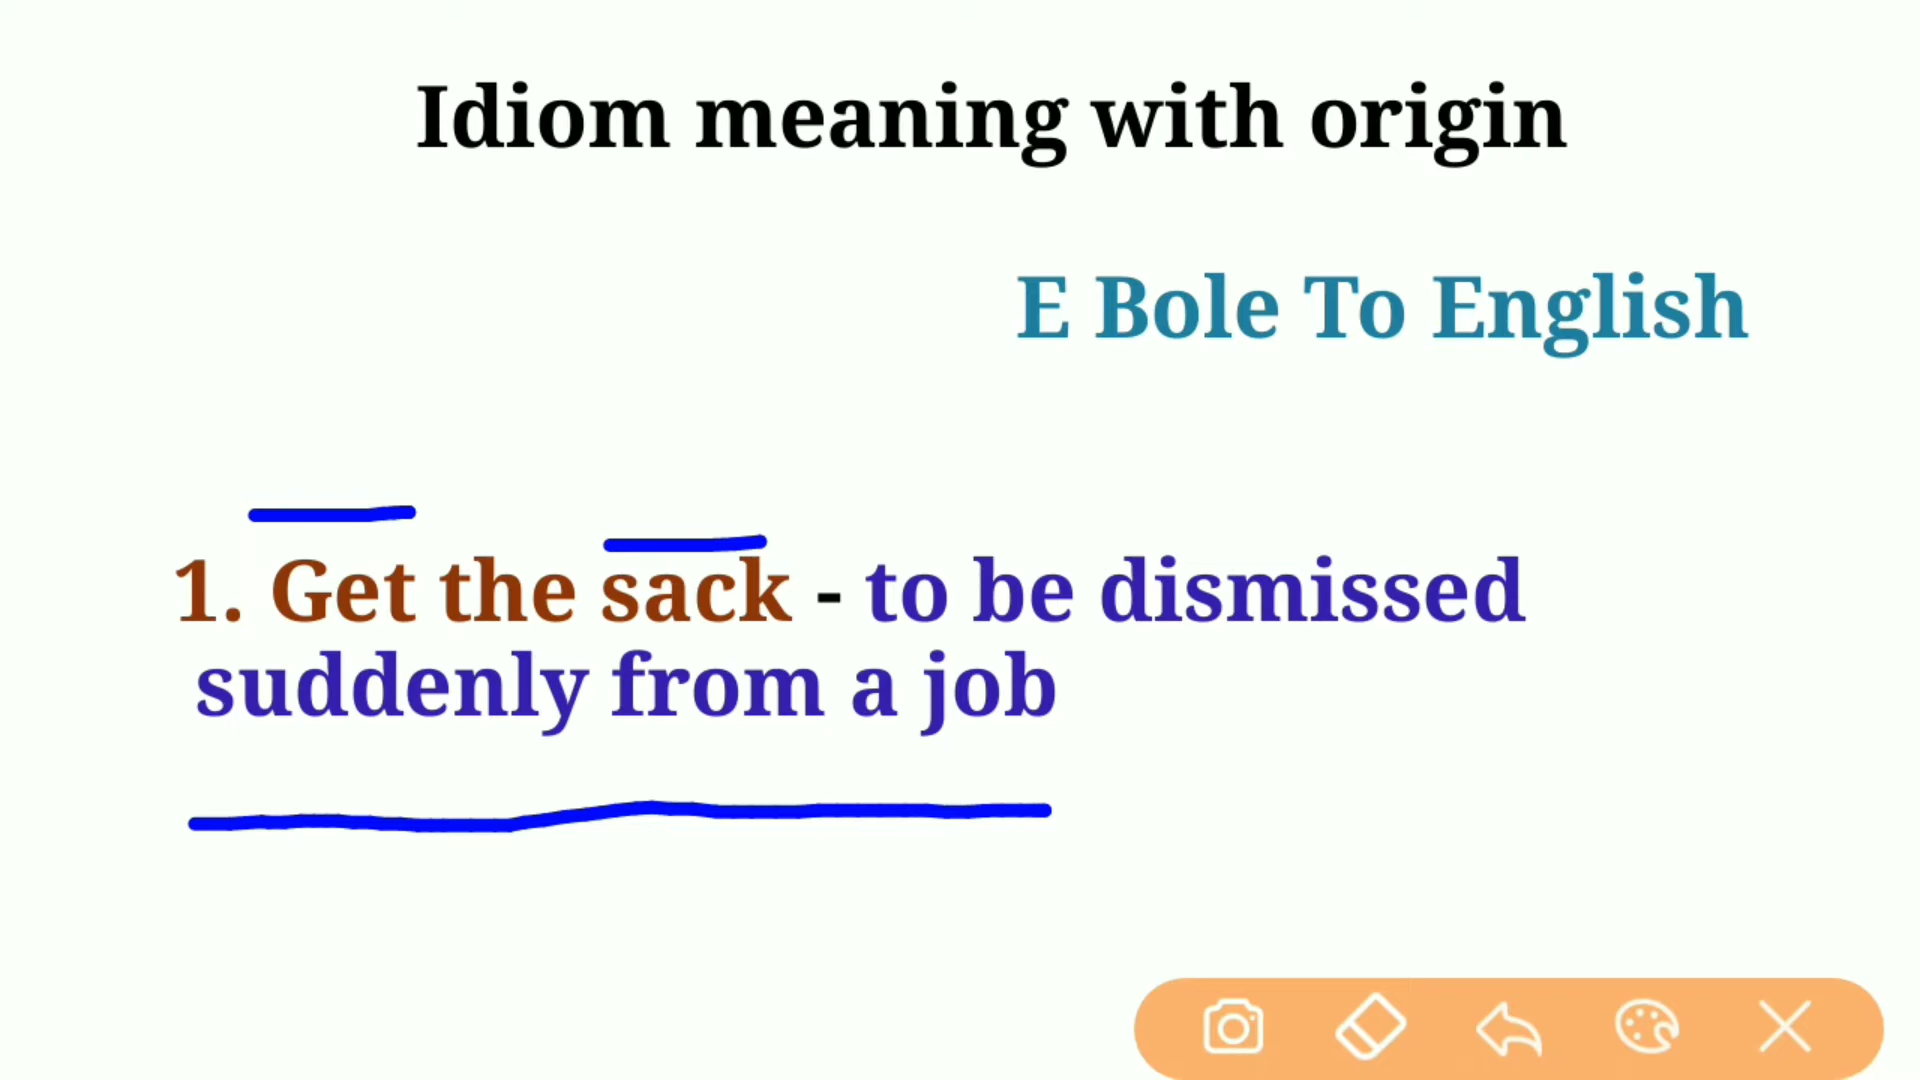 Idiom meaning with origin
E Bole To English
1. Get the sack - to be dismissed
suddenly from a job